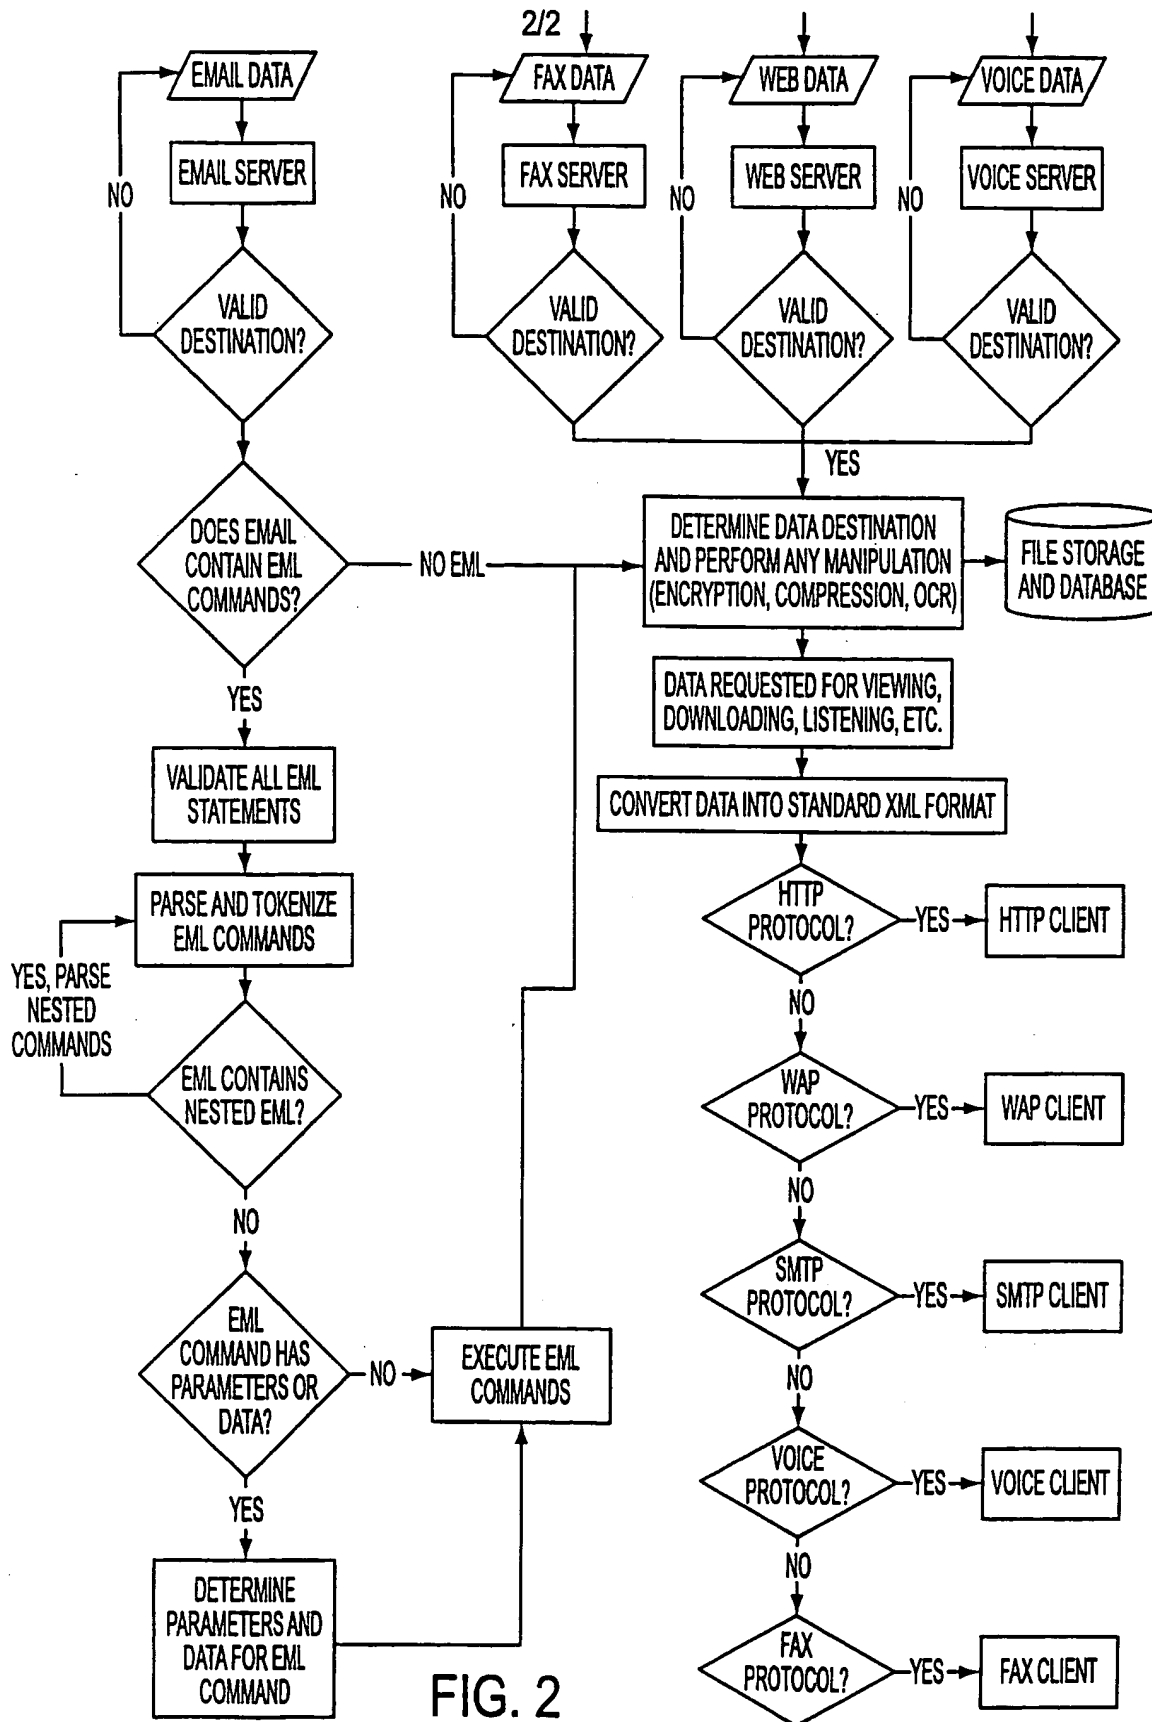 2/2
EMAIL DATA
EMAIL SERVER
NO
VALID
DESTINATION?
FAX DATA
FAX SERVER
NO
VALID
DESTINATION?
WEB DATA
WEB SERVER
NO
VALID
DESTINATION?
VOICE DATA
VOICE SERVER
NO
VALID
DESTINATION?
YES
DOES EMAIL
CONTAIN EML
COMMANDS?
NO EML
YES
VALIDATE ALL EML
STATEMENTS
PARSE AND TOKENIZE
EML COMMANDS
YES, PARSE
NESTED
COMMANDS
EML CONTAINS
NESTED EML?
NO
EML
COMMAND HAS
PARAMETERS OR
DATA?
NO
EXECUTE EML
COMMANDS
YES
DETERMINE
PARAMETERS AND
DATA FOR EML
COMMAND
DETERMINE DATA DESTINATION
AND PERFORM ANY MANIPULATION
(ENCRYPTION, COMPRESSION, OCR)
FILE STORAGE
AND DATABASE
DATA REQUESTED FOR VIEWING,
DOWNLOADING, LISTENING, ETC.
CONVERT DATA INTO STANDARD XML FORMAT
HTTP
PROTOCOL?
YES
HTTP CLIENT
NO
WAP
PROTOCOL?
YES
WAP CLIENT
NO
SMTP
PROTOCOL?
YES
SMTP CLIENT
NO
VOICE
PROTOCOL?
YES
VOICE CLIENT
NO
FAX
PROTOCOL?
YES
FAX CLIENT
FIG. 2